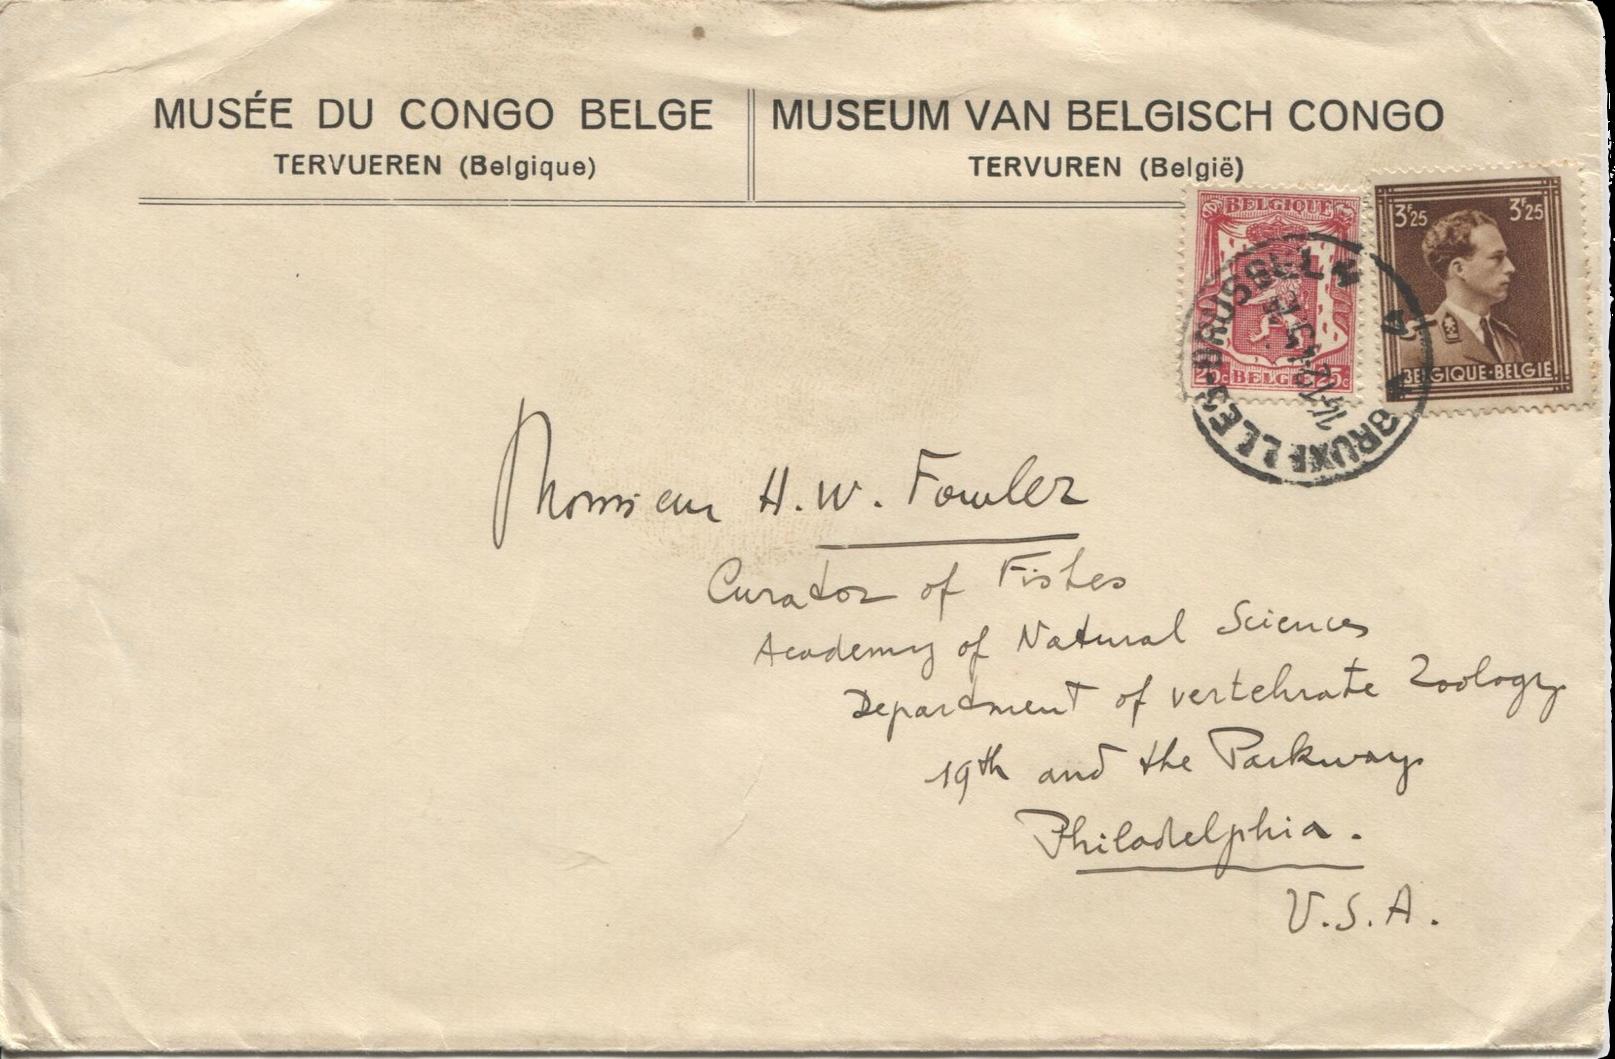 MUSÉE DU CONGO BELGE
TERVUEREN (Belgique)
MUSEUM VAN BELGISCH CONGO
TERVUREN (België)
BELGIQUE
25c BELGIE 25c
3F25 3F25
BELGIQUE·BELGIE
BRUXELLES-BRUSSEL
Monsieur H. W. Fowler
Curator of Fishes
Academy of Natural Sciences
Department of vertebrate Zoology
19th and the Parkway
Philadelphia.
U.S.A.